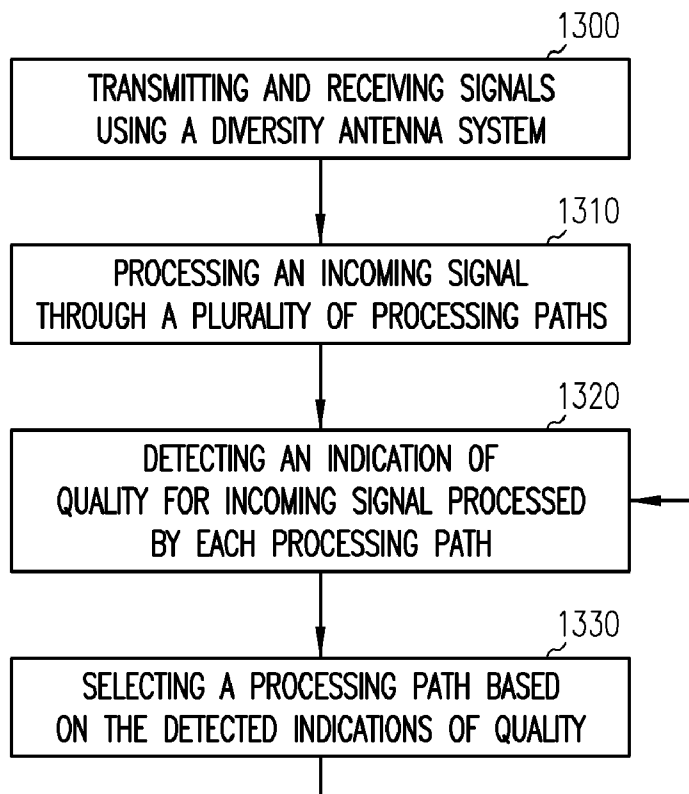 1300
TRANSMITTING AND RECEIVING SIGNALS
USING A DIVERSITY ANTENNA SYSTEM
1310
PROCESSING AN INCOMING SIGNAL
THROUGH A PLURALITY OF PROCESSING PATHS
1320
DETECTING AN INDICATION OF
QUALITY FOR INCOMING SIGNAL PROCESSED
BY EACH PROCESSING PATH
1330
SELECTING A PROCESSING PATH BASED
ON THE DETECTED INDICATIONS OF QUALITY